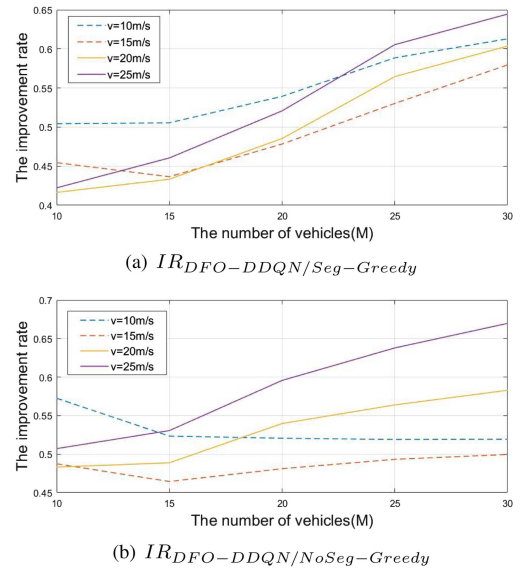 0.65
0.6
0.55
0.5
0.45
0.4
The improvement rate
v=10m/s
v=15m/s
v=20m/s
v=25m/s
10 15 20 25 30
The number of vehicles(M)
(a) IR_{DFO-DDQN/Seg-Greedy}
0.7
0.65
0.6
0.55
0.5
0.45
The improvement rate
v=10m/s
v=15m/s
v=20m/s
v=25m/s
10 15 20 25 30
The number of vehicles(M)
(b) IR_{DFO-DDQN/NoSeg-Greedy}